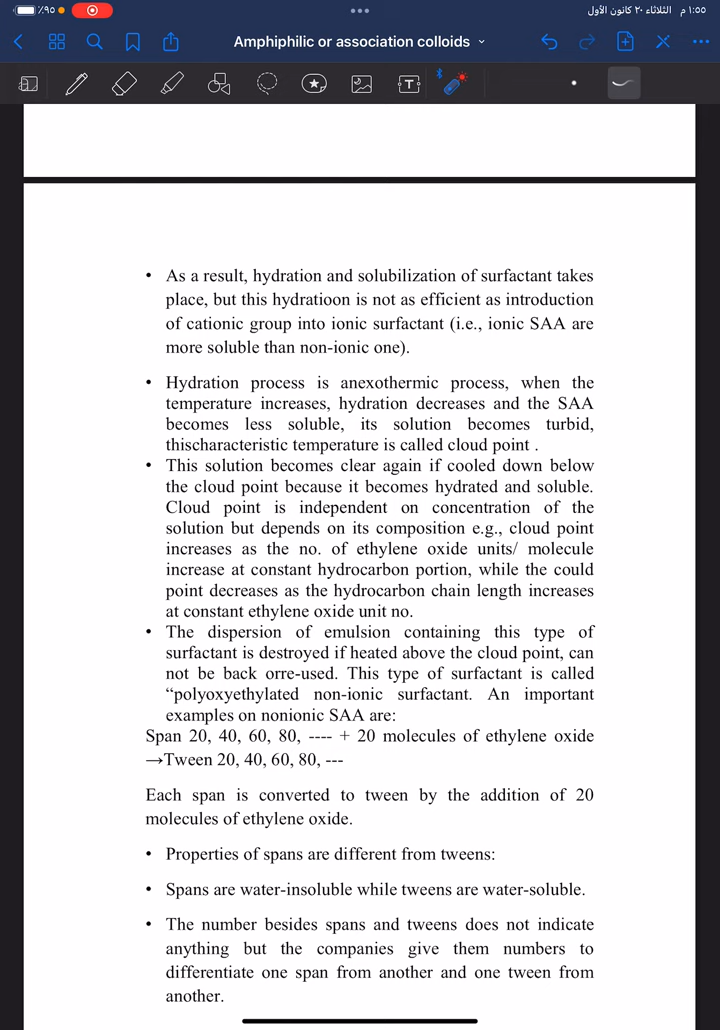 ٪٩٠
١:٥٥ م الثلاثاء ٢٠ كانون الأول
Amphiphilic or association colloids
T
• As a result, hydration and solubilization of surfactant takes
place, but this hydratioon is not as efficient as introduction
of cationic group into ionic surfactant (i.e., ionic SAA are
more soluble than non-ionic one).
• Hydration process is anexothermic process, when the
temperature increases, hydration decreases and the SAA
becomes less soluble, its solution becomes turbid,
thischaracteristic temperature is called cloud point .
• This solution becomes clear again if cooled down below
the cloud point because it becomes hydrated and soluble.
Cloud point is independent on concentration of the
solution but depends on its composition e.g., cloud point
increases as the no. of ethylene oxide units/ molecule
increase at constant hydrocarbon portion, while the could
point decreases as the hydrocarbon chain length increases
at constant ethylene oxide unit no.
• The dispersion of emulsion containing this type of
surfactant is destroyed if heated above the cloud point, can
not be back orre-used. This type of surfactant is called
“polyoxyethylated non-ionic surfactant. An important
examples on nonionic SAA are:
Span 20, 40, 60, 80, ---- + 20 molecules of ethylene oxide
→Tween 20, 40, 60, 80, ---
Each span is converted to tween by the addition of 20
molecules of ethylene oxide.
• Properties of spans are different from tweens:
• Spans are water-insoluble while tweens are water-soluble.
• The number besides spans and tweens does not indicate
anything but the companies give them numbers to
differentiate one span from another and one tween from
another.